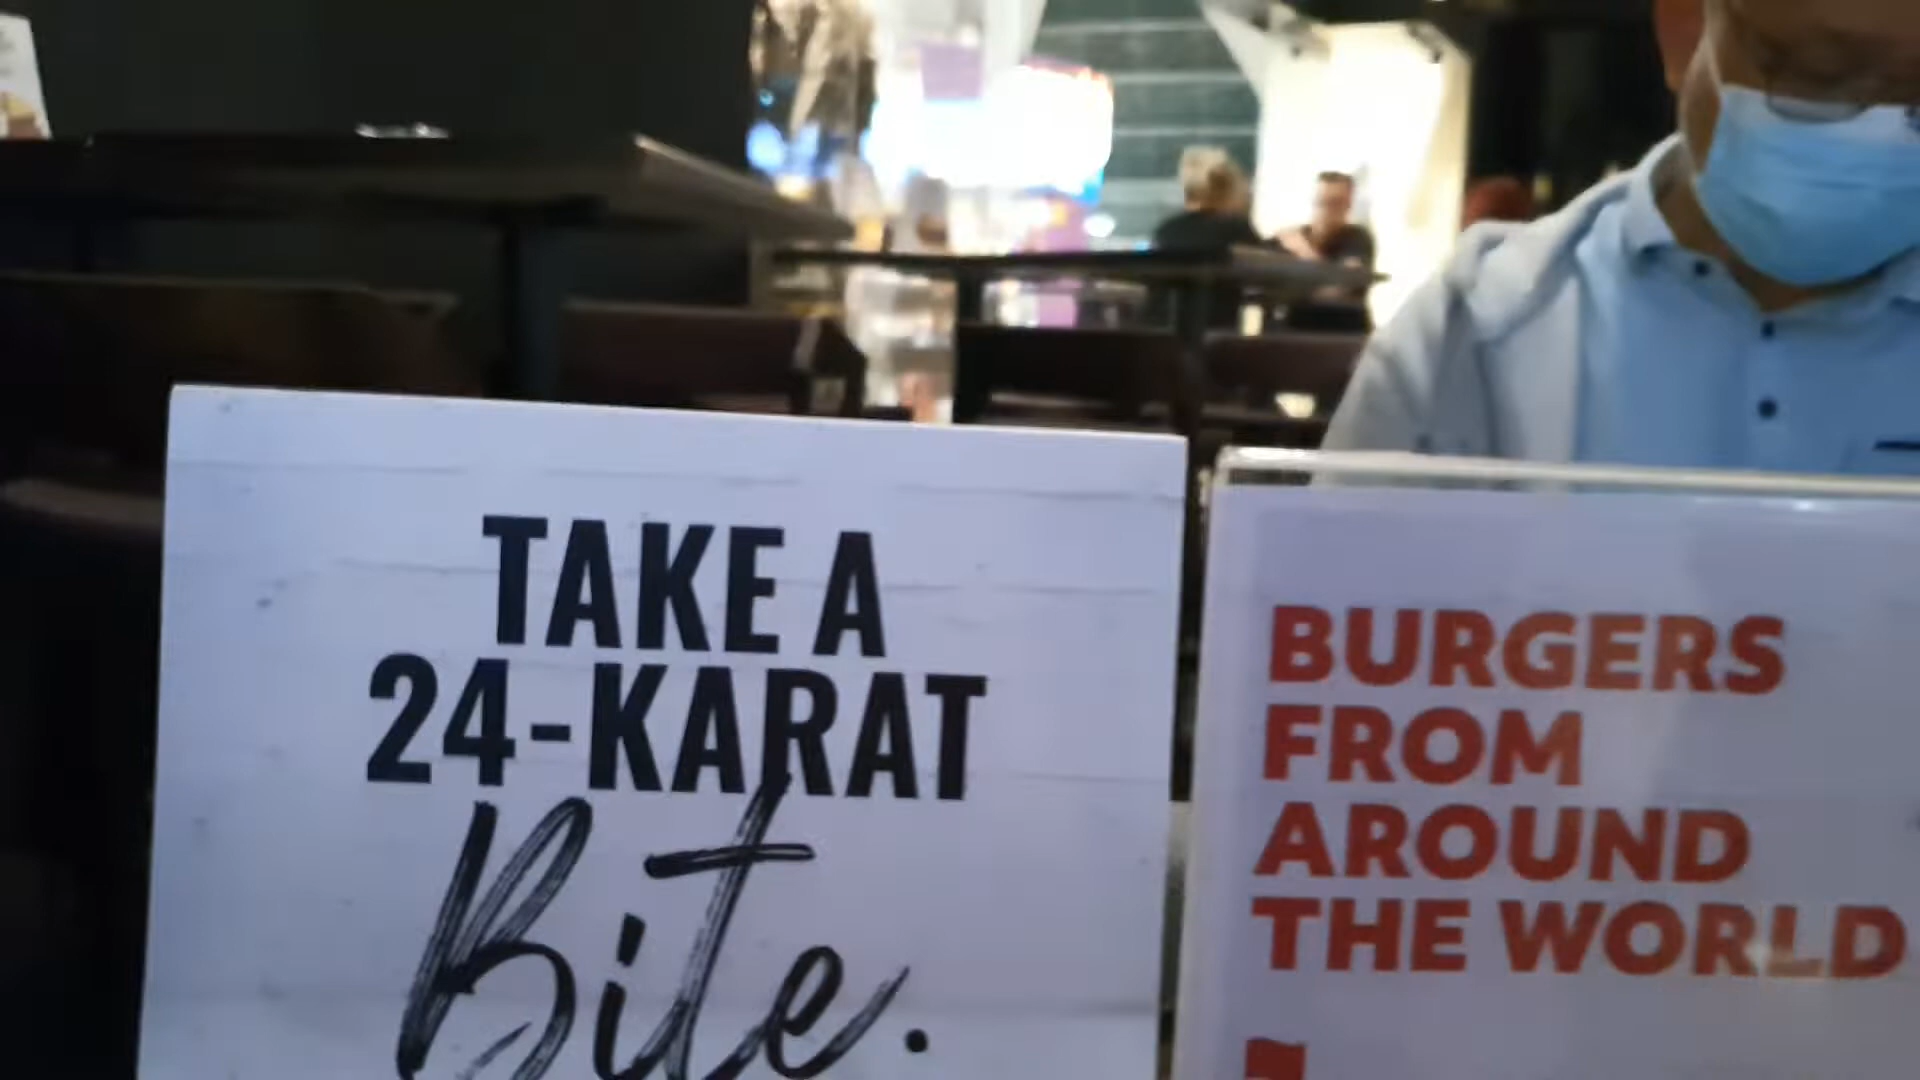 TAKE A
24-KARAT
Bite.
BURGERS
FROM
AROUND
THE WORLD